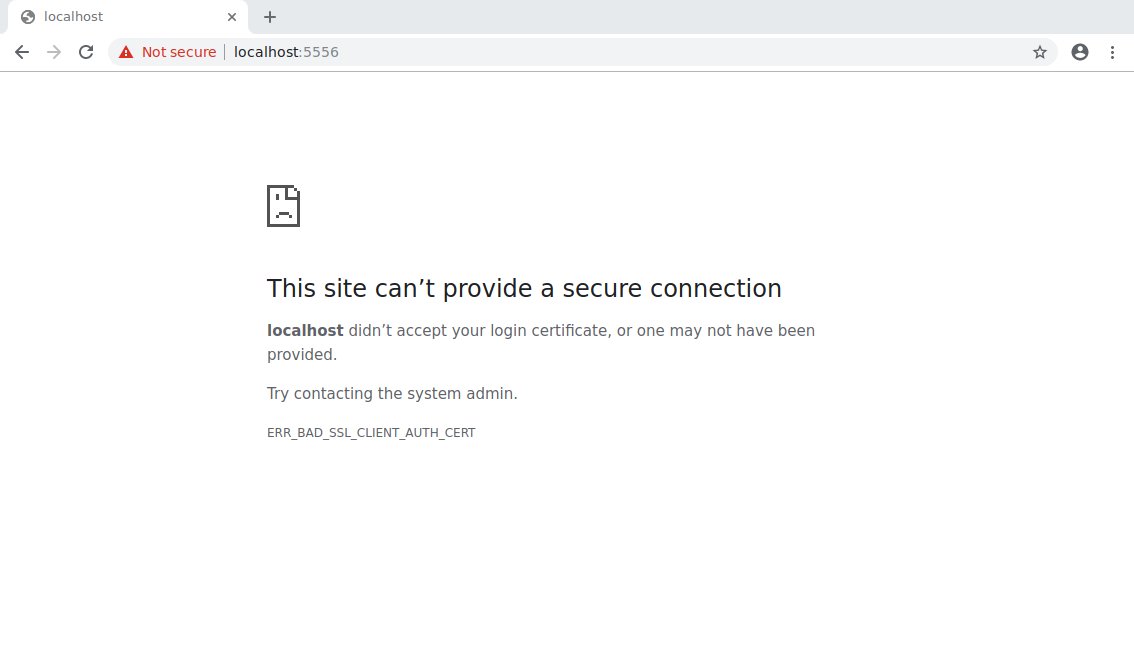 localhost
Not secure localhost:5556
This site can’t provide a secure connection
localhost didn’t accept your login certificate, or one may not have been
provided.
Try contacting the system admin.
ERR_BAD_SSL_CLIENT_AUTH_CERT